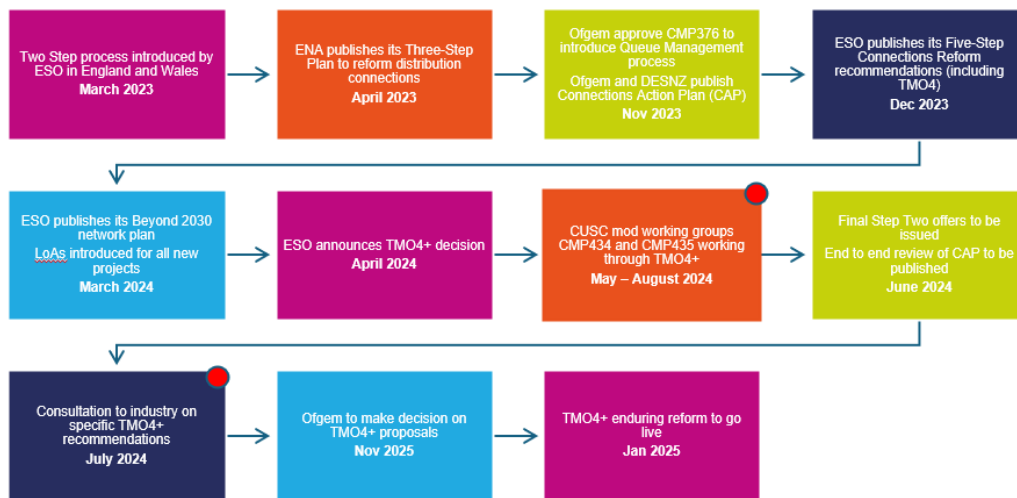 Two Step process introduced by
ESO in England and Wales
March 2023
ENA publishes its Three-Step
Plan to reform distribution
connections
April 2023
Ofgem approve CMP376 to
introduce Queue Management
process
Ofgem and DESNZ publish
Connections Action Plan (CAP)
Nov 2023
ESO publishes its Five-Step
Connections Reform
recommendations (including
TMO4)
Dec 2023
ESO publishes its Beyond 2030
network plan
LoAs introduced for all new
projects
March 2024
ESO announces TMO4+ decision
April 2024
CUSC mod working groups
CMP434 and CMP435 working
through TMO4+
May – August 2024
Final Step Two offers to be
issued
End to end review of CAP to be
published
June 2024
Consultation to industry on
specific TMO4+
recommendations
July 2024
Ofgem to make decision on
TMO4+ proposals
Nov 2025
TMO4+ enduring reform to go
live
Jan 2025